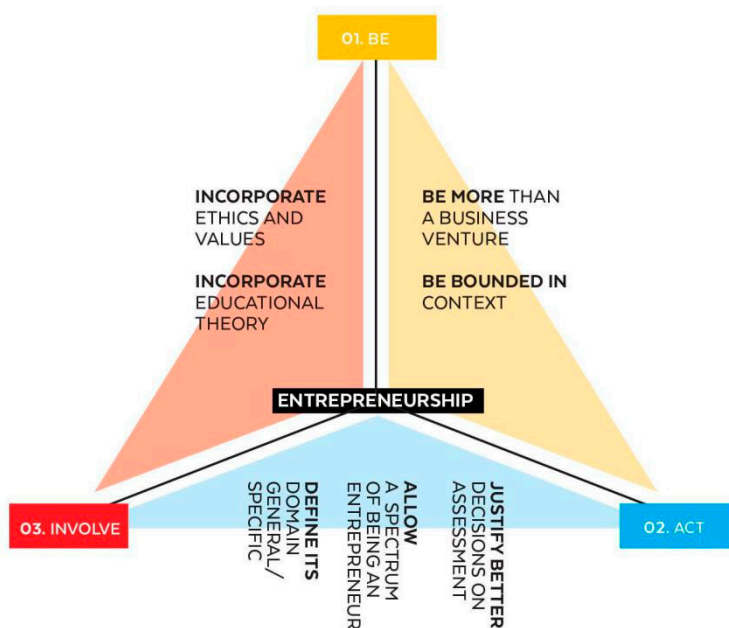 01. BE
INCORPORATE
ETHICS AND
VALUES
INCORPORATE
EDUCATIONAL
THEORY
BE MORE THAN
A BUSINESS
VENTURE
BE BOUNDED IN
CONTEXT
ENTREPRENEURSHIP
03. INVOLVE
DEFINE ITS
DOMAIN
GENERAL/
SPECIFIC
ALLOW
A SPECTRUM
OF BEING AN
ENTREPRENEUR
JUSTIFY BETTER
DECISIONS ON
ASSESSMENT
02. ACT